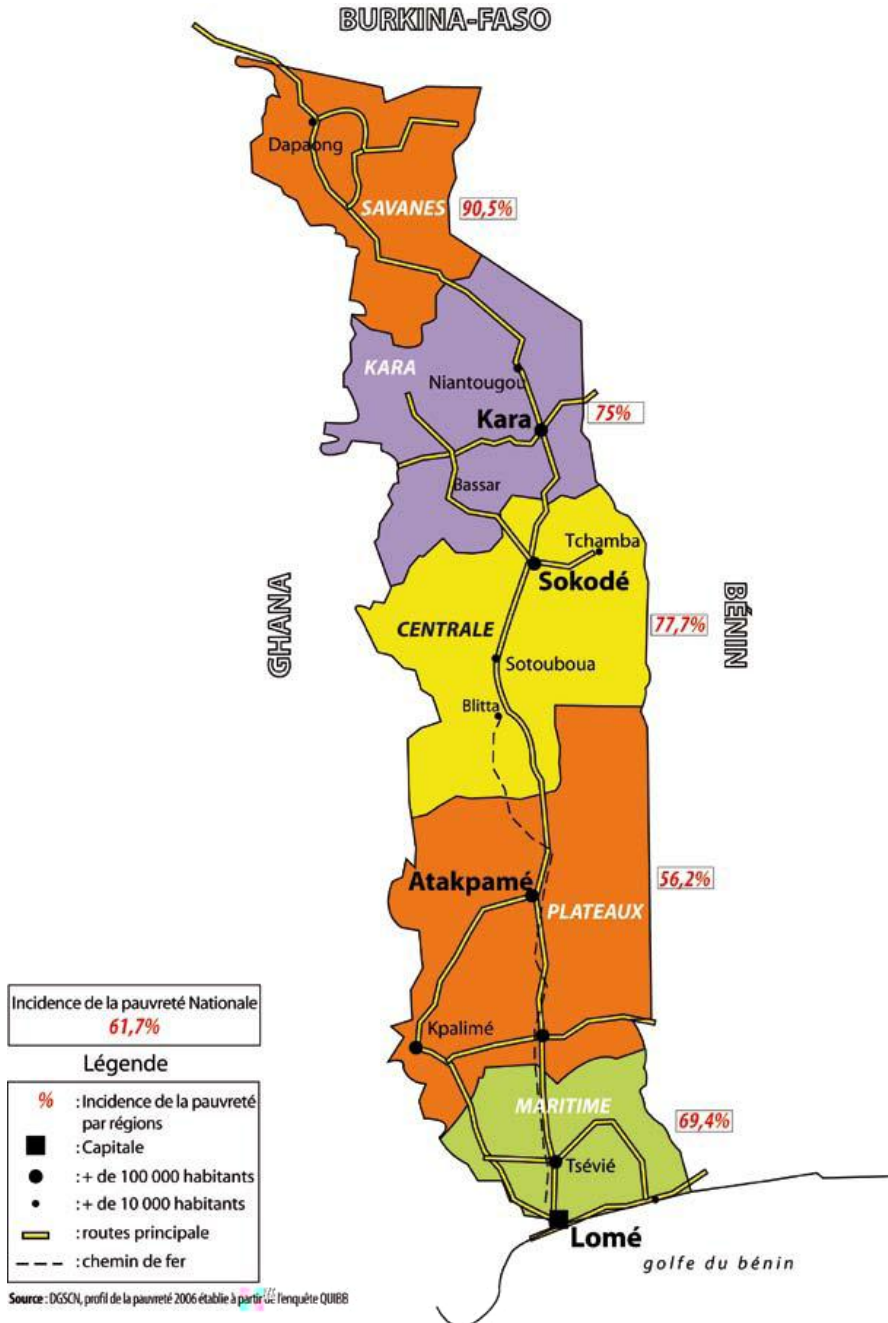 BURKINA-FASO
Dapaong
SAVANES
90,5%
KARA
Niantougou
Kara
75%
Bassar
Tchamba
Sokodé
GHANA
BÉNIN
CENTRALE
77,7%
Sotouboua
Blitta
Atakpamé
56,2%
PLATEAUX
Incidence de la pauvreté Nationale
61,7%
Kpalimé
Légende
MARITIME
69,4%
% : Incidence de la pauvreté
par régions
: Capitale
: + de 100 000 habitants
: + de 10 000 habitants
: routes principale
: chemin de fer
Tsévié
Lomé
golfe du bénin
Source : DGSCN, profil de la pauvreté 2006 établie à partir de l'enquête QUIBB